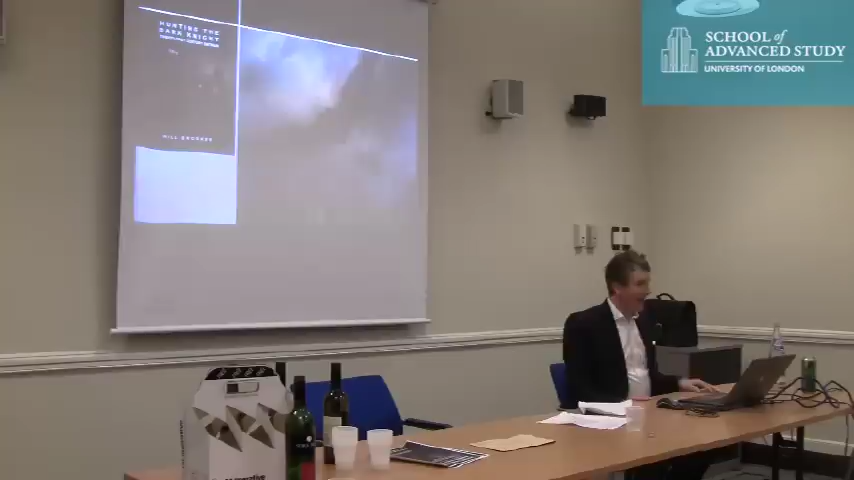 HUNTING THE
DARK KNIGHT
WILL BROOKER
SCHOOL of
ADVANCED STUDY
UNIVERSITY OF LONDON